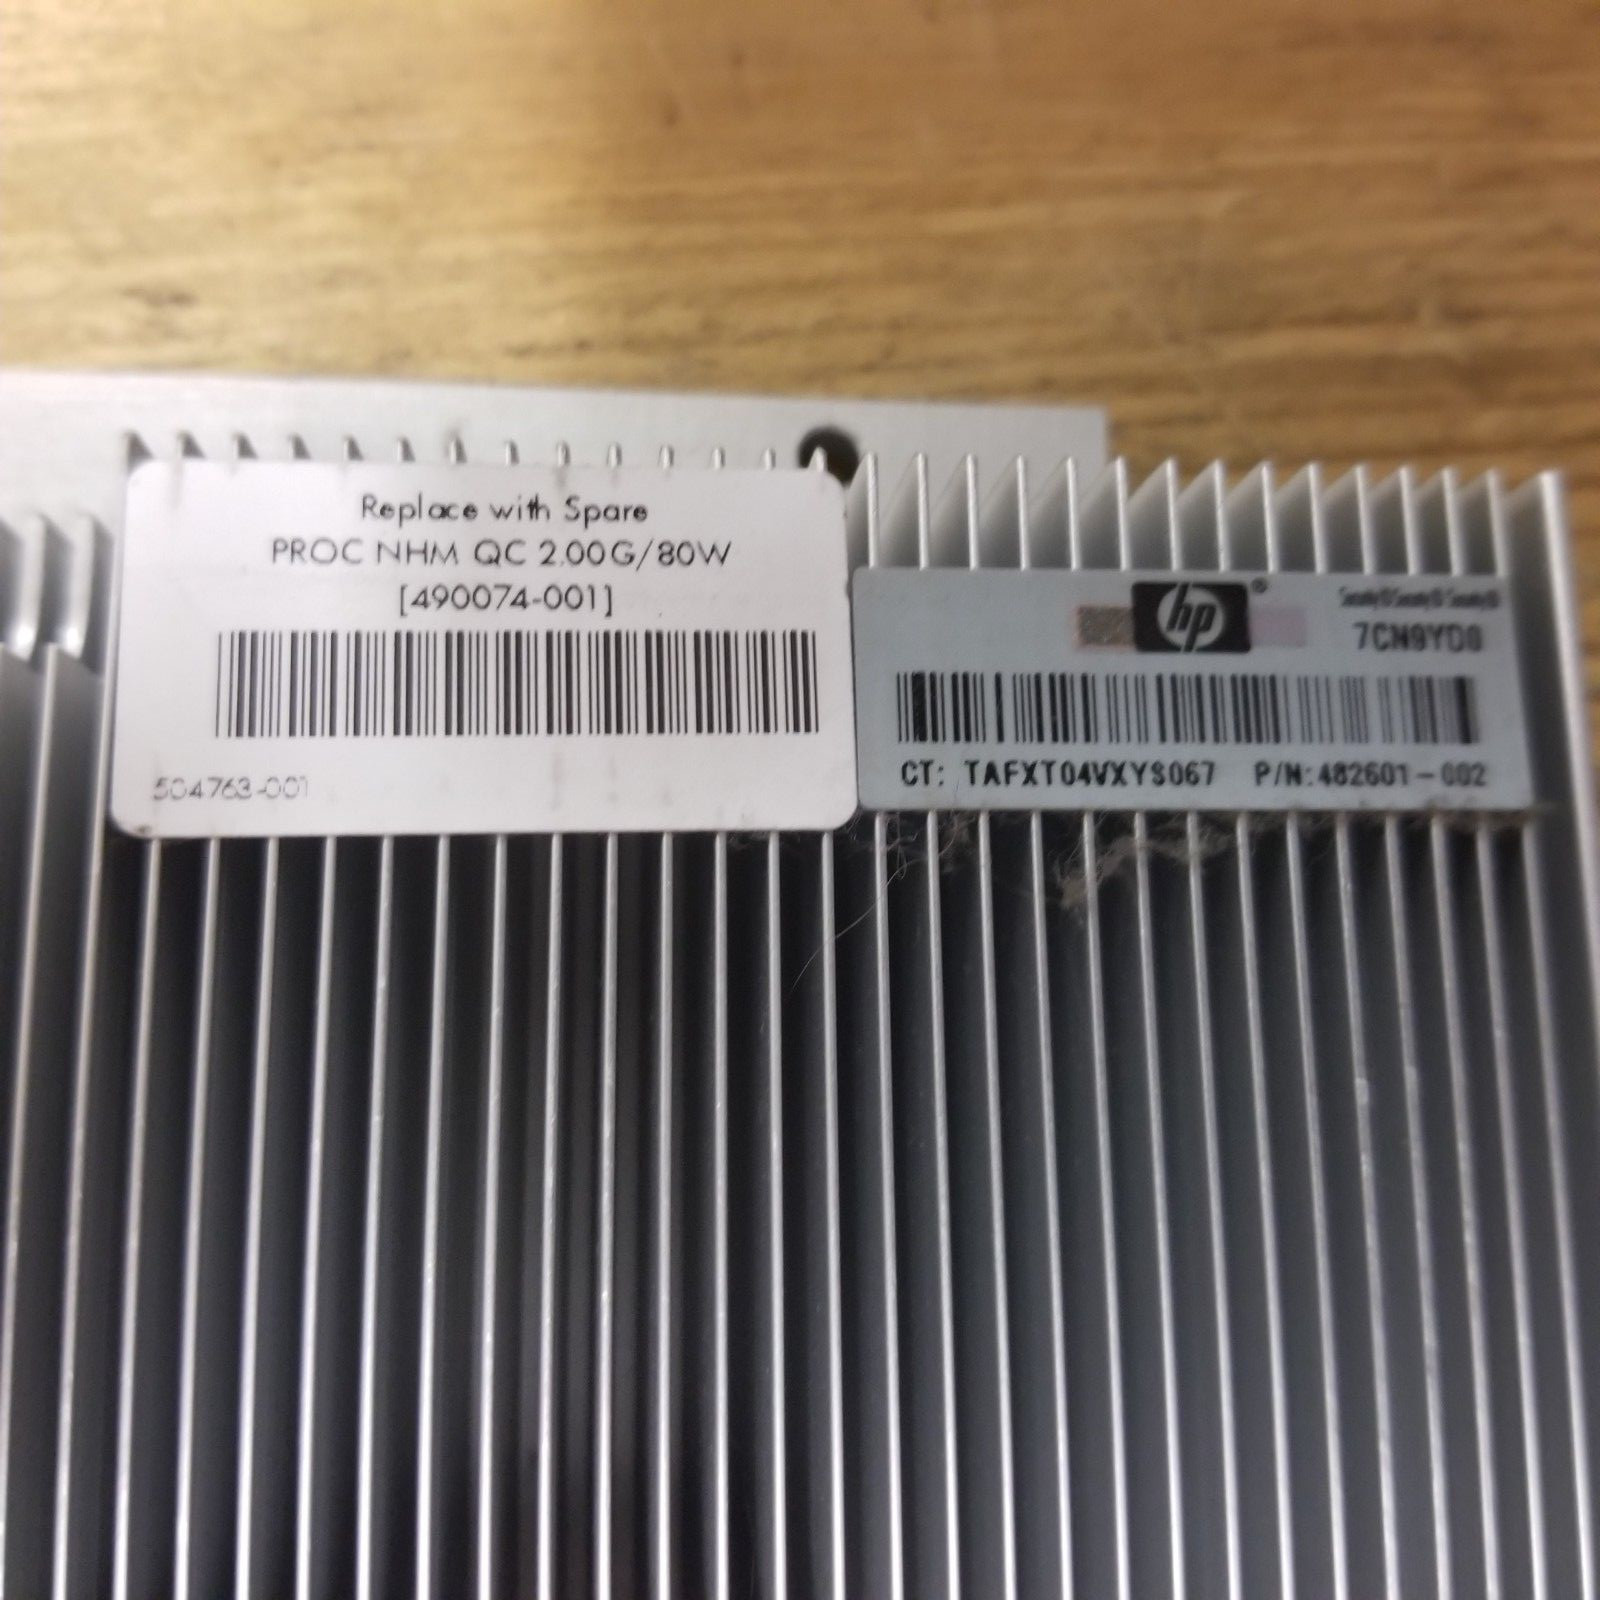 Replace with Spare
PROC NHM QC 2.00G/80W
[490074-001]
504763-001
hp®
7CN9YD0
CT: TAFXT04VXYS067 P/N:482601-002